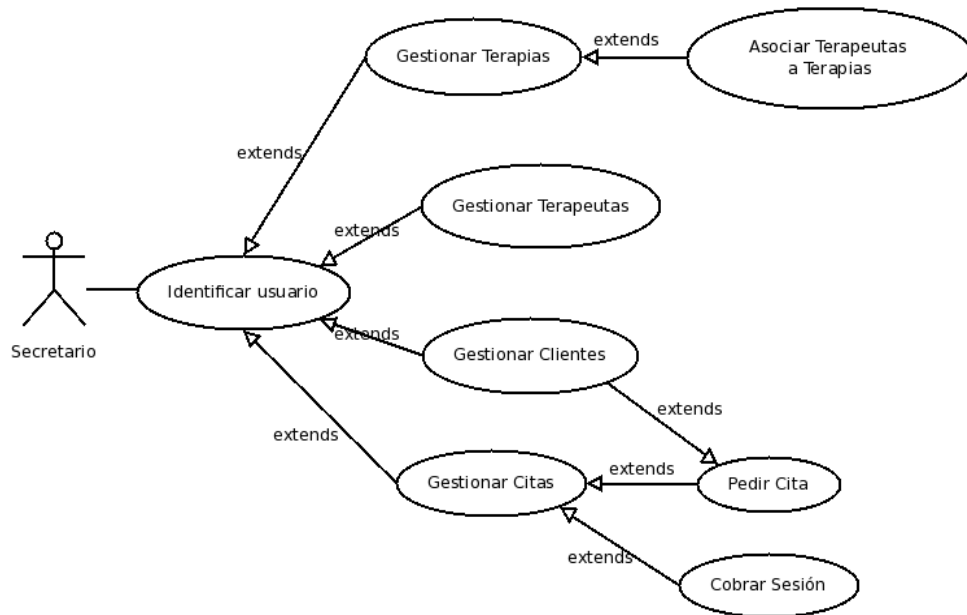 extends
Gestionar Terapias
Asociar Terapeutas
a Terapias
extends
Gestionar Terapeutas
extends
Identificar usuario
Secretario
extends
Gestionar Clientes
extends
extends
extends
Gestionar Citas
Pedir Cita
extends
Cobrar Sesión